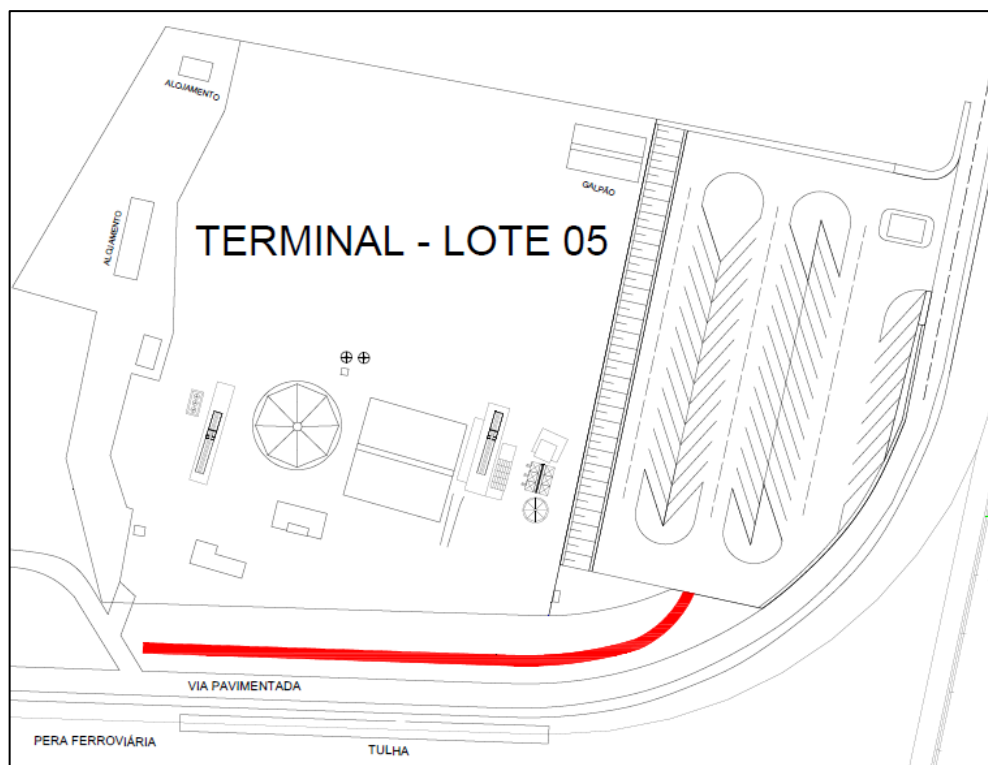 ALOJAMENTO
GALPÃO
ALOJAMENTO
TERMINAL - LOTE 05
VIA PAVIMENTADA
PERA FERROVIÁRIA
TULHA